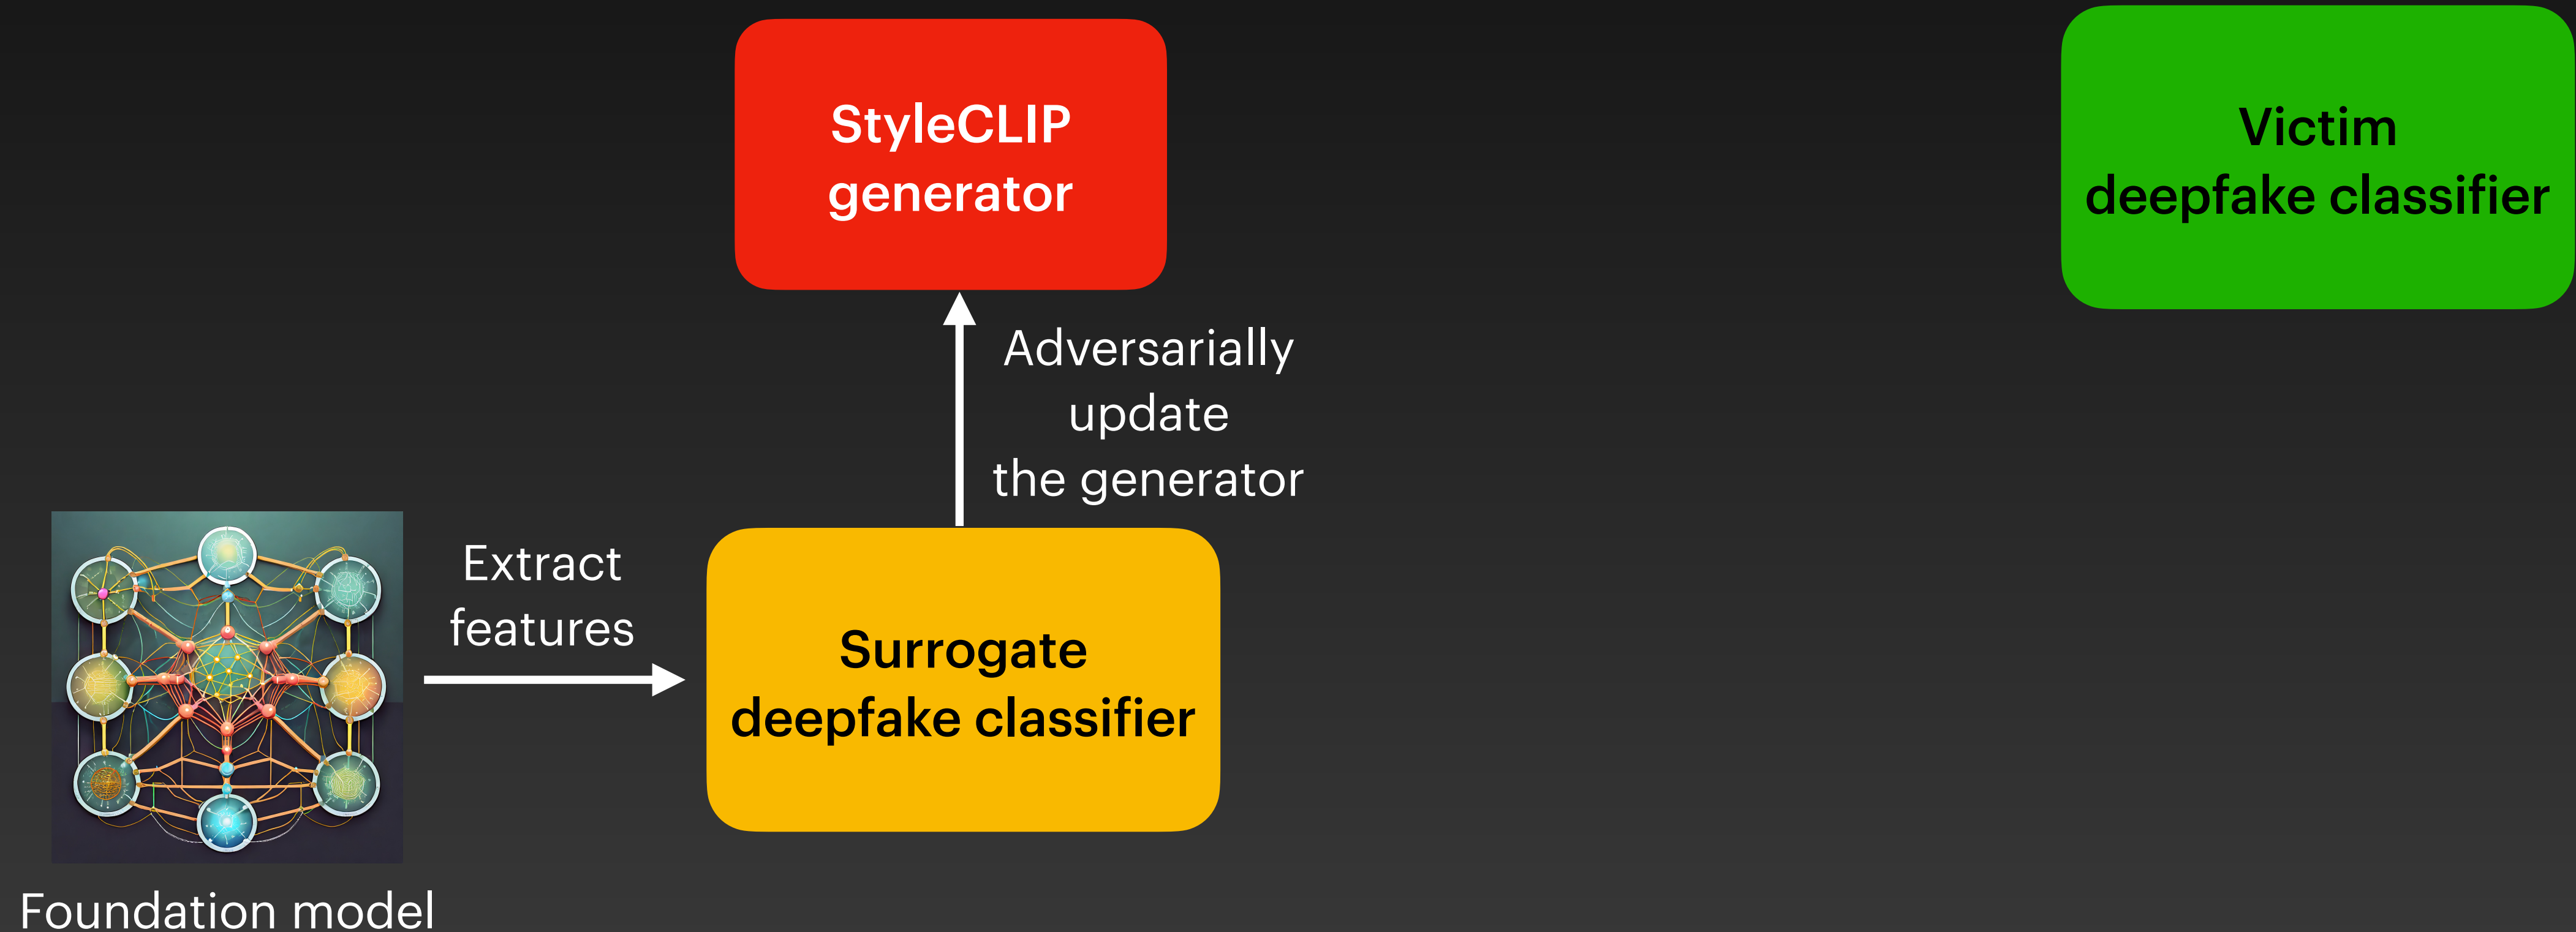 StyleCLIP
generator
Victim
deepfake classifier
Adversarially
update
the generator
Extract
features
Surrogate
deepfake classifier
Foundation model